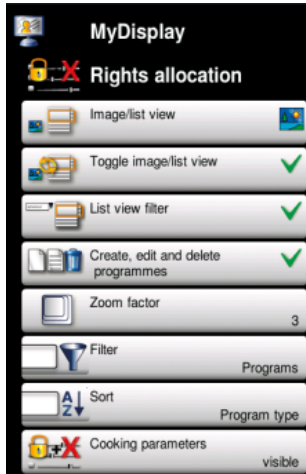 MyDisplay
Rights allocation
Image/list view
Toggle image/list view
List view filter
Create, edit and delete
programmes
Zoom factor
3
Filter
Programs
Sort
A
Z
Program type
Cooking parameters
visible